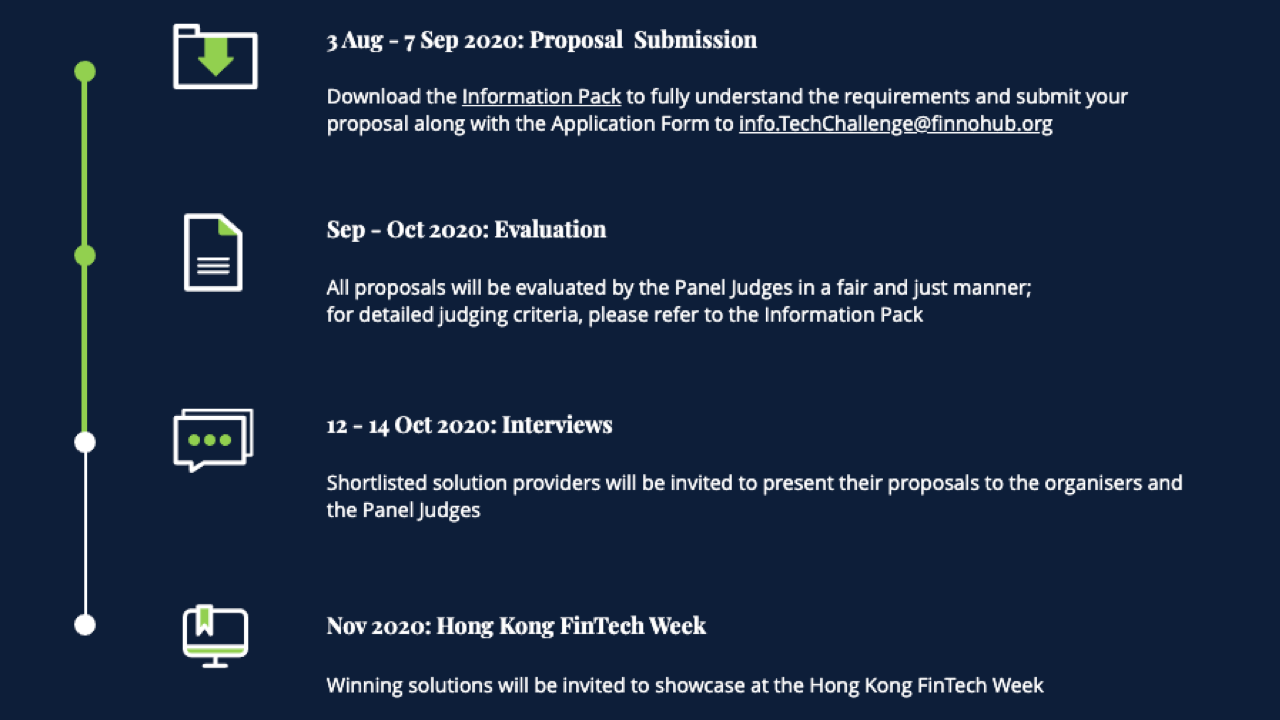 3 Aug - 7 Sep 2020: Proposal  Submission
Download the Information Pack to fully understand the requirements and submit your
proposal along with the Application Form to info.TechChallenge@finnohub.org
Sep - Oct 2020: Evaluation
All proposals will be evaluated by the Panel Judges in a fair and just manner;
for detailed judging criteria, please refer to the Information Pack
12 - 14 Oct 2020: Interviews
Shortlisted solution providers will be invited to present their proposals to the organisers and
the Panel Judges
Nov 2020: Hong Kong FinTech Week
Winning solutions will be invited to showcase at the Hong Kong FinTech Week